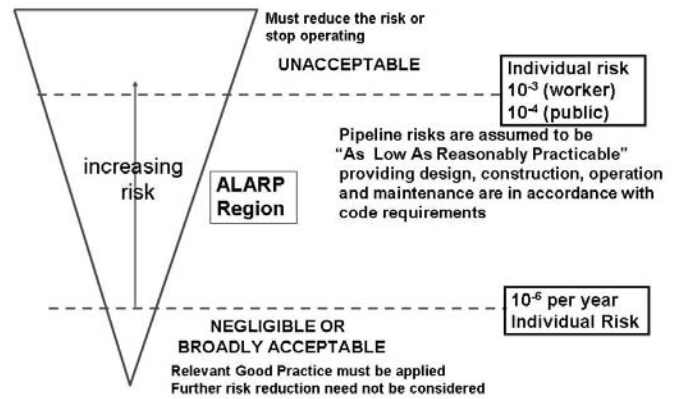 Must reduce the risk or
stop operating
UNACCEPTABLE
Individual risk
10⁻³ (worker)
10⁻⁴ (public)
Pipeline risks are assumed to be
“As Low As Reasonably Practicable”
providing design, construction, operation
and maintenance are in accordance with
code requirements
increasing
risk
ALARP
Region
10⁻⁶ per year
Individual Risk
NEGLIGIBLE OR
BROADLY ACCEPTABLE
Relevant Good Practice must be applied
Further risk reduction need not be considered